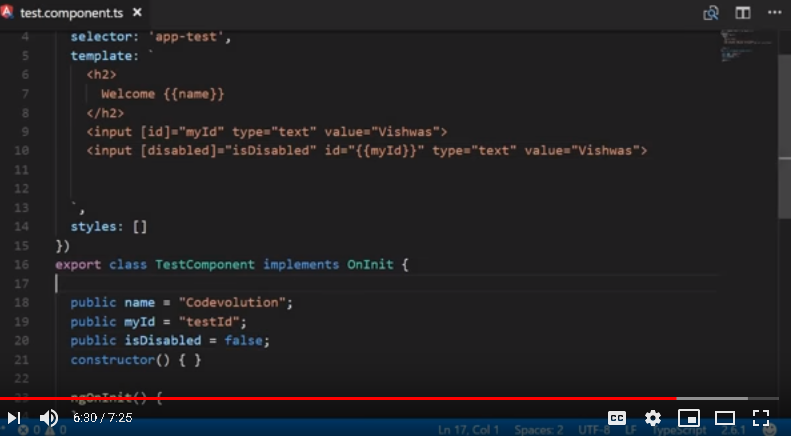 test.component.ts
4 selector: 'app-test',
5 template: `
6 <h2>
7 Welcome {{name}}
8 </h2>
9 <input [id]="myId" type="text" value="Vishwas">
10 <input [disabled]="isDisabled" id="{{myId}}" type="text" value="Vishwas">
11
12
13 `,
14 styles: []
15 })
16 export class TestComponent implements OnInit {
17
18 public name = "Codevolution";
19 public myId = "testId";
20 public isDisabled = false;
21 constructor() { }
22
23 ngOnInit() {
6:30 / 7:25 CC
0 0 Ln 17, Col 1 Spaces: 2 UTF-8 LF TypeScript 2.6.1